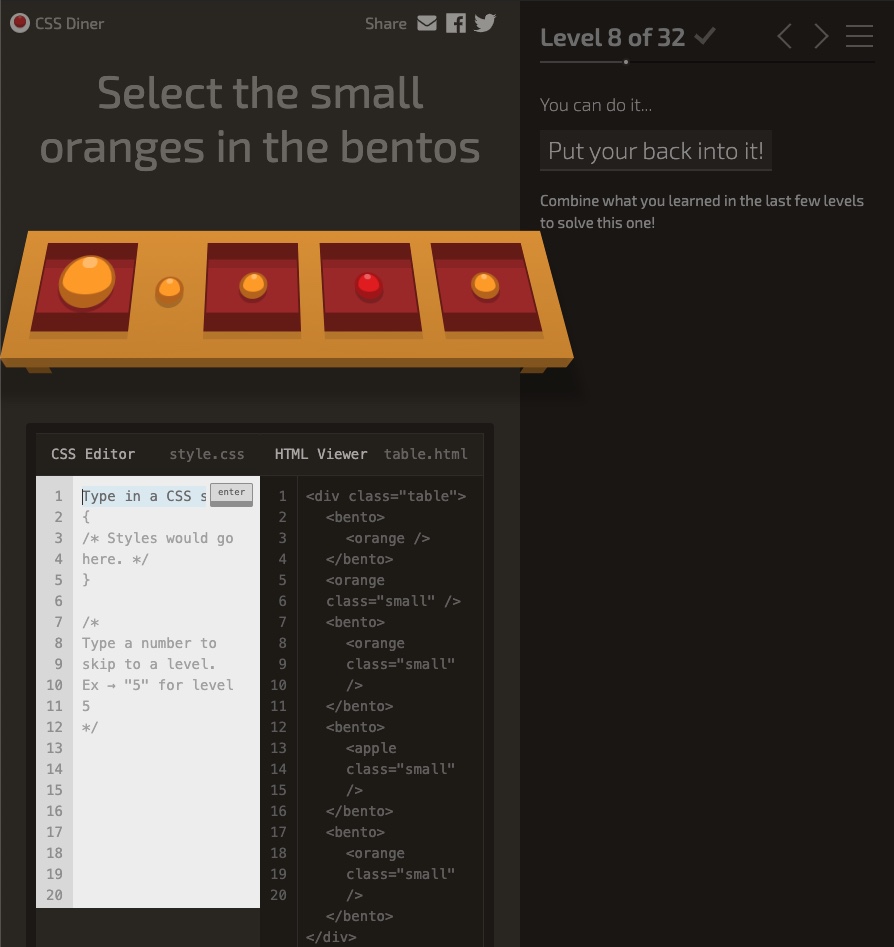 CSS Diner
Share
Select the small
oranges in the bentos
Level 8 of 32
You can do it...
Put your back into it!
Combine what you learned in the last few levels
to solve this one!
CSS Editor
style.css
1
2
3
4
5
6
7
8
9
10
11
12
13
14
15
16
17
18
19
20
Type in a CSS s
enter
{
/* Styles would go
here. */
}
/*
Type a number to
skip to a level.
Ex → "5" for level
5
*/
HTML Viewer
table.html
1
2
3
4
5
6
7
8
9
10
11
12
13
14
15
16
17
18
19
20
<div class="table">
<bento>
<orange />
</bento>
<orange
class="small" />
<bento>
<orange
class="small"
/>
</bento>
<bento>
<apple
class="small"
/>
</bento>
<bento>
<orange
class="small"
/>
</bento>
</div>